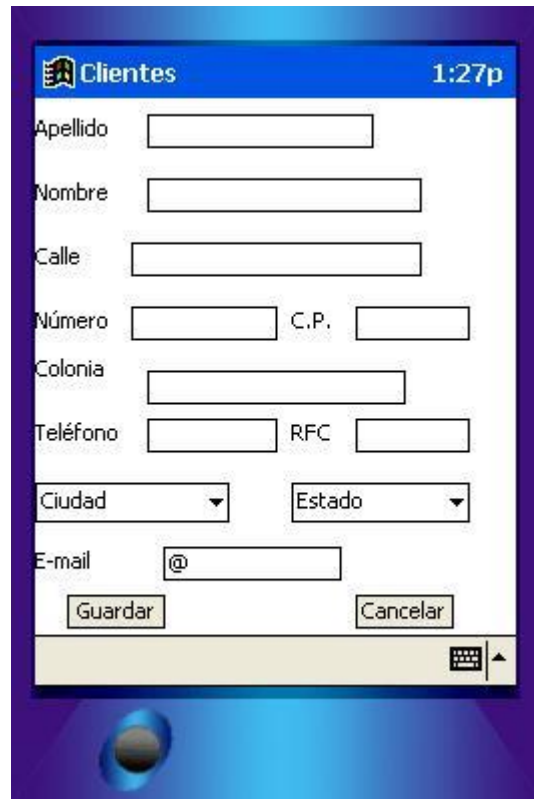 Clientes 1:27p
Apellido
Nombre
Calle
Número C.P.
Colonia
Teléfono RFC
Ciudad Estado
E-mail @
Guardar Cancelar